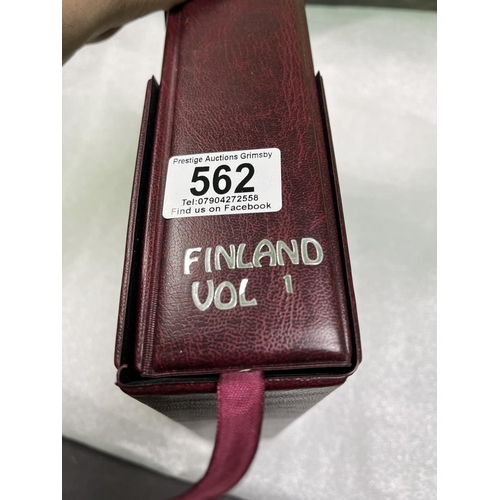 Prestige Auctions Grimsby
562
Tel:07904272558
Find us on Facebook
FINLAND
VOL 1